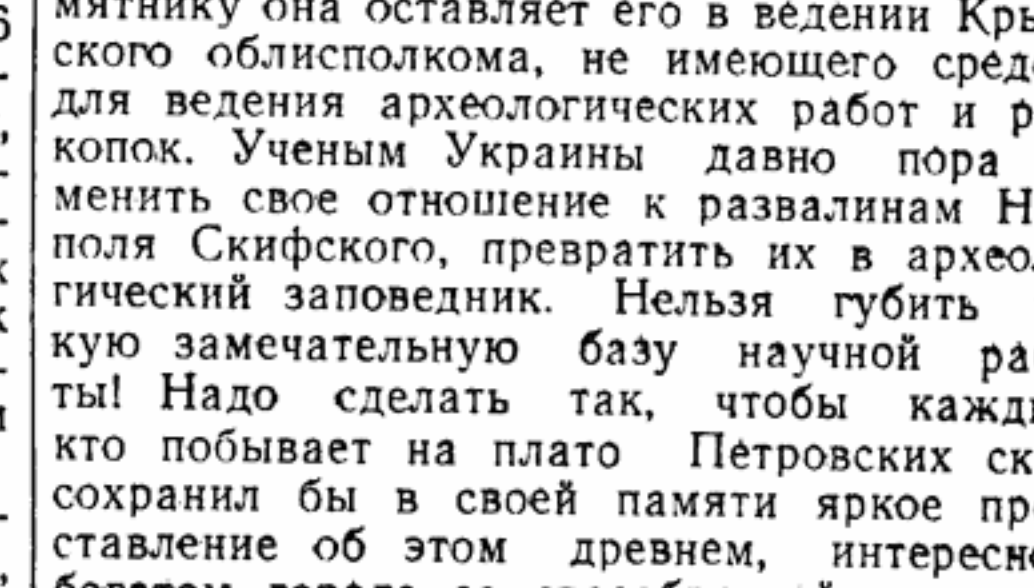 мятнику она оставляет его в ведении Кры
ского облисполкома, не имеющего сред
для ведения археологических работ и р
копок. Ученым Украины давно пора
менить свое отношение к развалинам Н
поля Скифского, превратить их в архео
гический заповедник. Нельзя губить
кую замечательную базу научной ра
ты! Надо сделать так, чтобы кажд
кто побывает на плато Петровских ск
сохранил бы в своей памяти яркое пр
ставление об этом древнем, интересн